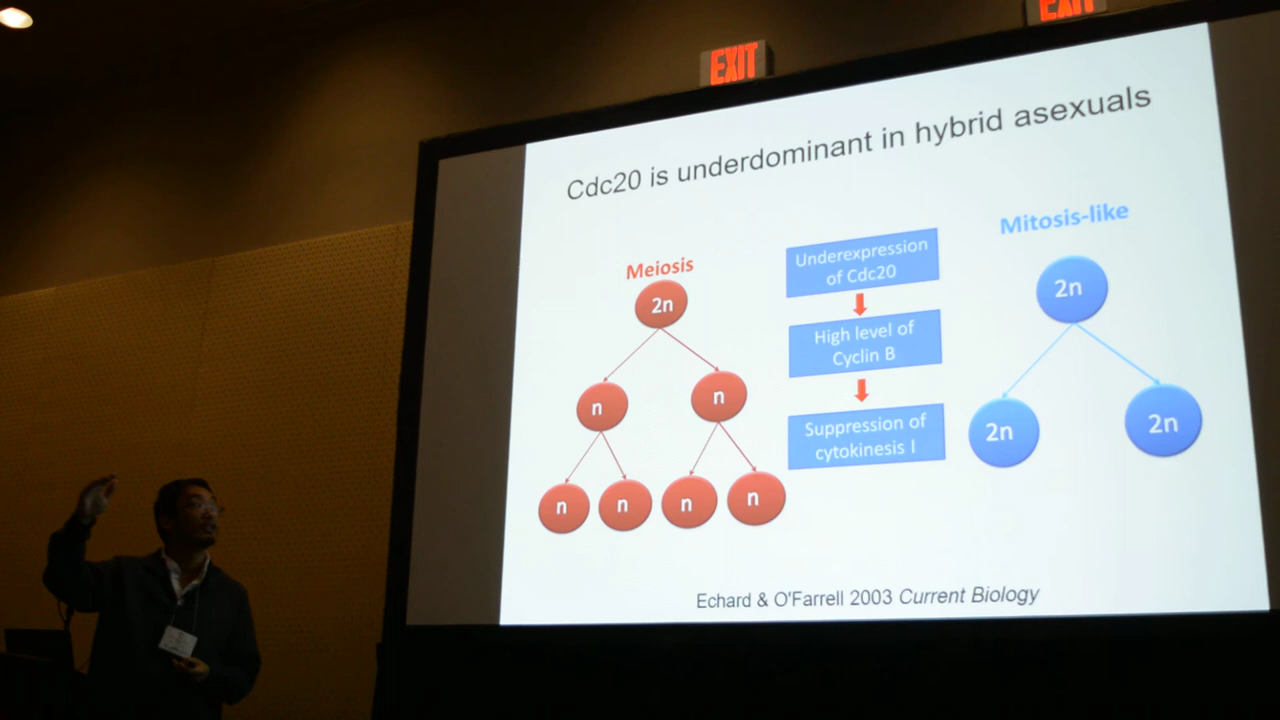 EXIT
EXIT
Cdc20 is underdominant in hybrid asexuals
Meiosis
2n
n
n
n
n
n
n
Underexpression
of Cdc20
High level of
Cyclin B
Suppression of
cytokinesis I
Mitosis-like
2n
2n
2n
Echard & O'Farrell 2003 Current Biology